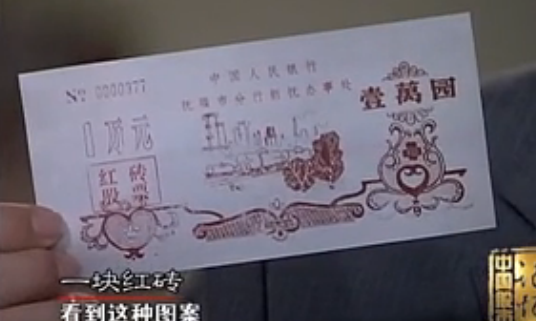 № 0000377
中国人民银行
抚顺市分行新抚办事处
壹萬园
1万元
红砖
股票
一块红砖
看到这种图案